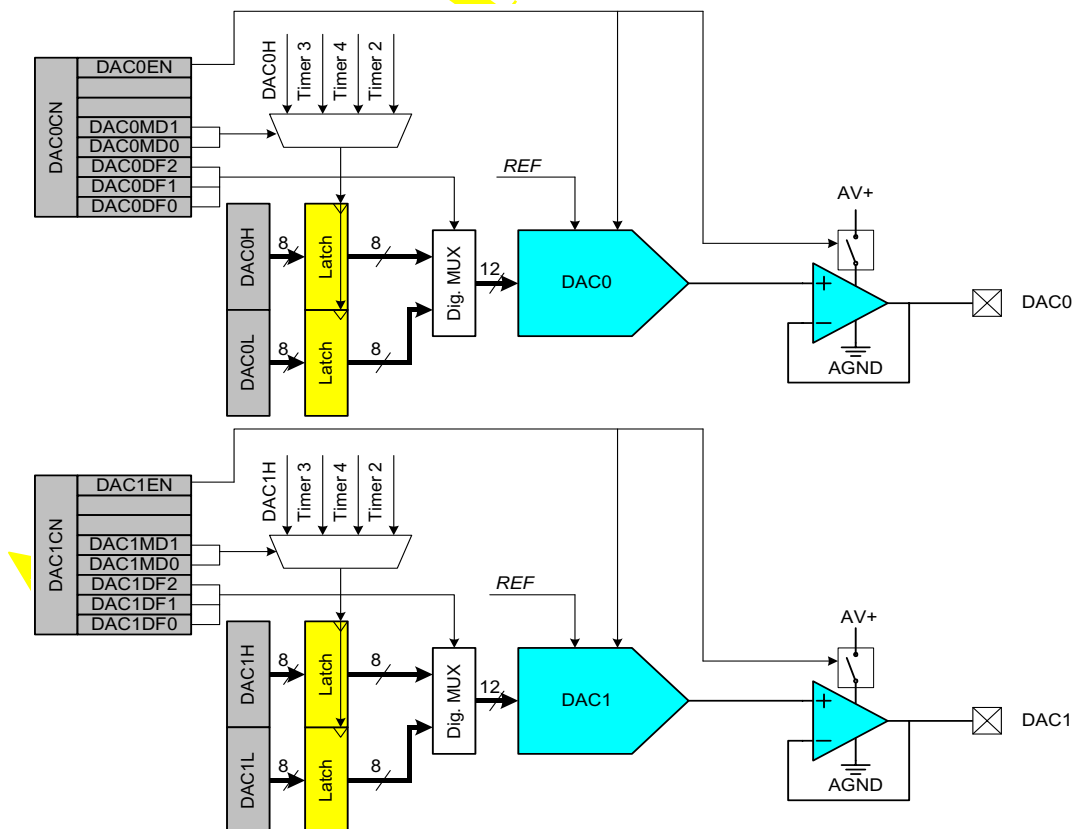 DAC0EN
DAC0MD1
DAC0MD0
DAC0DF2
DAC0DF1
DAC0DF0
DAC0CN
DAC0H
Timer 3
Timer 4
Timer 2
REF
AV+
DAC0H
8
Latch
8
Dig. MUX
12
DAC0
+
−
DAC0
DAC0L
8
Latch
8
AGND
DAC1EN
DAC1MD1
DAC1MD0
DAC1DF2
DAC1DF1
DAC1DF0
DAC1CN
DAC1H
Timer 3
Timer 4
Timer 2
REF
AV+
DAC1H
8
Latch
8
Dig. MUX
12
DAC1
+
−
DAC1
DAC1L
8
Latch
8
AGND